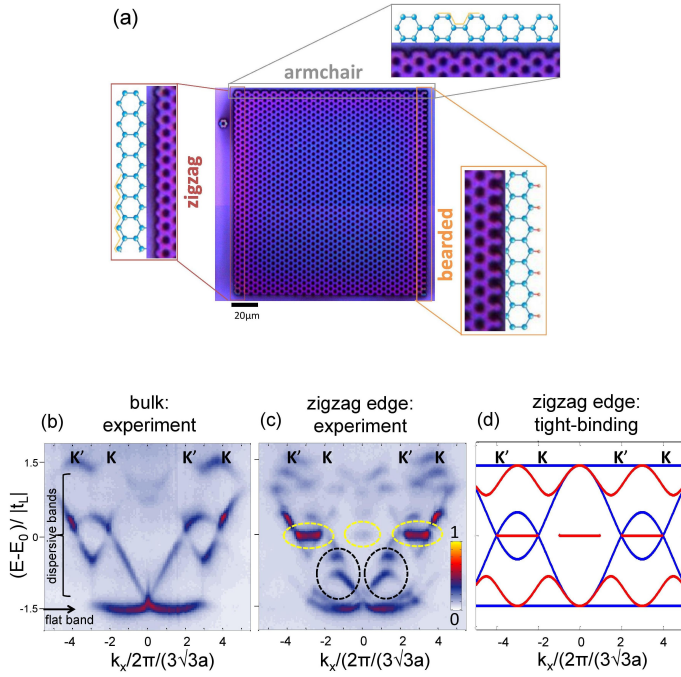 (a)
armchair
zigzag
bearded
20μm
bulk:
experiment
zigzag edge:
experiment
zigzag edge:
tight-binding
(b)
(c)
(d)
K' K K' K
K' K K' K
K' K K' K
(E-E₀)/ |t_L|
1.5
0
-1.5
dispersive bands
flat band
1
0
-4 -2 0 2 4
-4 -2 0 2 4
-4 -2 0 2 4
kₓ/2π/(3√3a)
kₓ/(2π/(3√3a)
kₓ/(2π/(3√3a)